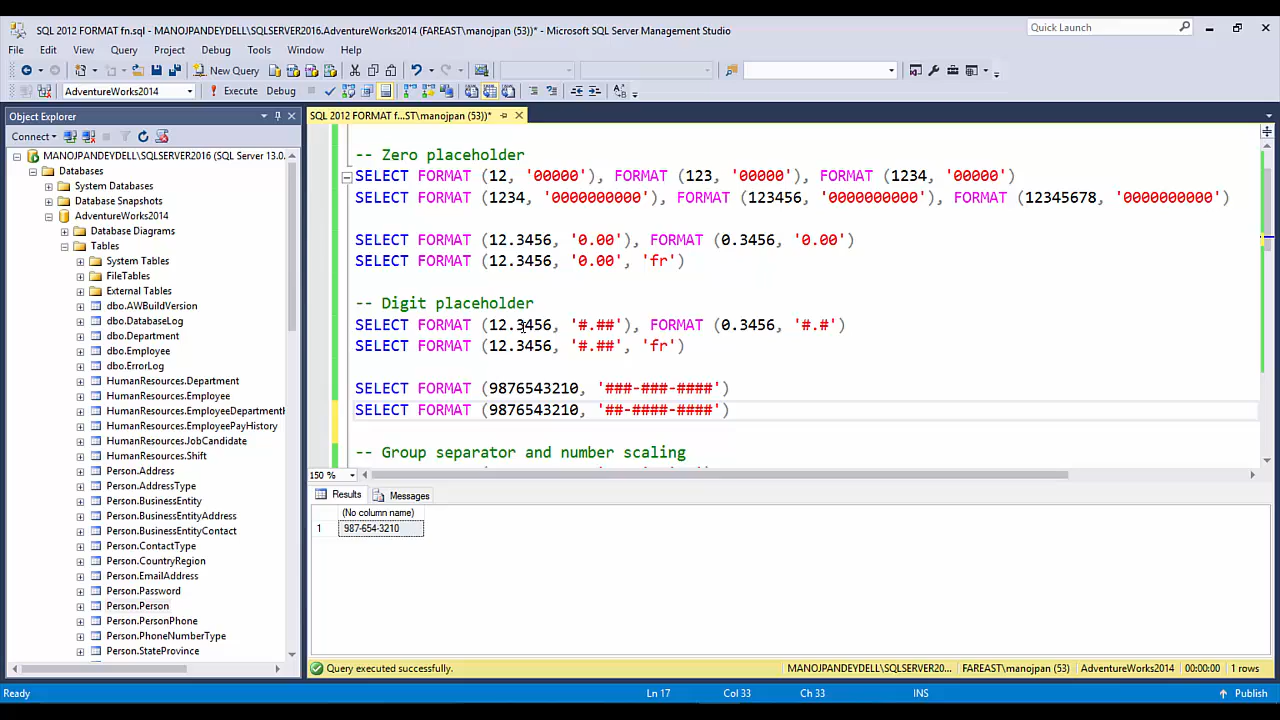 SQL 2012 FORMAT fn.sql - MANOJPANDEYDELL\SQLSERVER2016.AdventureWorks2014 (FAREAST\manojpan (53))* - Microsoft SQL Server Management Studio
Quick Launch
File Edit View Query Project Debug Tools Window Help
New Query
AdventureWorks2014 Execute Debug
Object Explorer
SQL 2012 FORMAT f...ST\manojpan (53))*
Connect
MANOJPANDEYDELL\SQLSERVER2016 (SQL Server 13.0.
Databases
System Databases
Database Snapshots
AdventureWorks2014
Database Diagrams
Tables
System Tables
FileTables
External Tables
dbo.AWBuildVersion
dbo.DatabaseLog
dbo.Department
dbo.Employee
dbo.ErrorLog
HumanResources.Department
HumanResources.Employee
HumanResources.EmployeeDepartmentH
HumanResources.EmployeePayHistory
HumanResources.JobCandidate
HumanResources.Shift
Person.Address
Person.AddressType
Person.BusinessEntity
Person.BusinessEntityAddress
Person.BusinessEntityContact
Person.ContactType
Person.CountryRegion
Person.EmailAddress
Person.Password
Person.Person
Person.PersonPhone
Person.PhoneNumberType
Person.StateProvince
-- Zero placeholder
SELECT FORMAT (12, '00000'), FORMAT (123, '00000'), FORMAT (1234, '00000')
SELECT FORMAT (1234, '0000000000'), FORMAT (123456, '0000000000'), FORMAT (12345678, '0000000000')
SELECT FORMAT (12.3456, '0.00'), FORMAT (0.3456, '0.00')
SELECT FORMAT (12.3456, '0.00', 'fr')
-- Digit placeholder
SELECT FORMAT (12.3456, '#.##'), FORMAT (0.3456, '#.#')
SELECT FORMAT (12.3456, '#.##', 'fr')
SELECT FORMAT (9876543210, '###-###-####')
SELECT FORMAT (9876543210, '##-####-####')
-- Group separator and number scaling
150 %
Results Messages
(No column name)
1 987-654-3210
Query executed successfully.
MANOJPANDEYDELL\SQLSERVER20... FAREAST\manojpan (53) AdventureWorks2014 00:00:00 1 rows
Ready Ln 17 Col 33 Ch 33 INS Publish